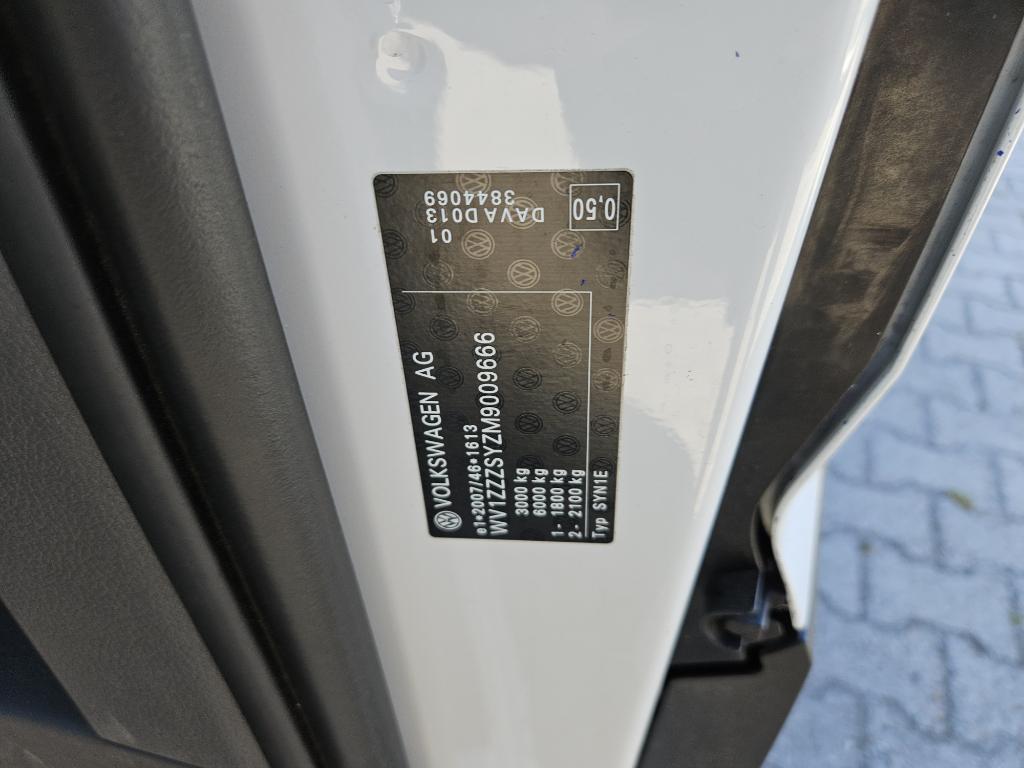 VOLKSWAGEN AG
e1*2007/46*1613
WV1ZZZSYZM9009666
3000 kg
6000 kg
1- 1800 kg
2- 2100 kg
Typ SYN1E
01
DAVA D013
3844069
0,50